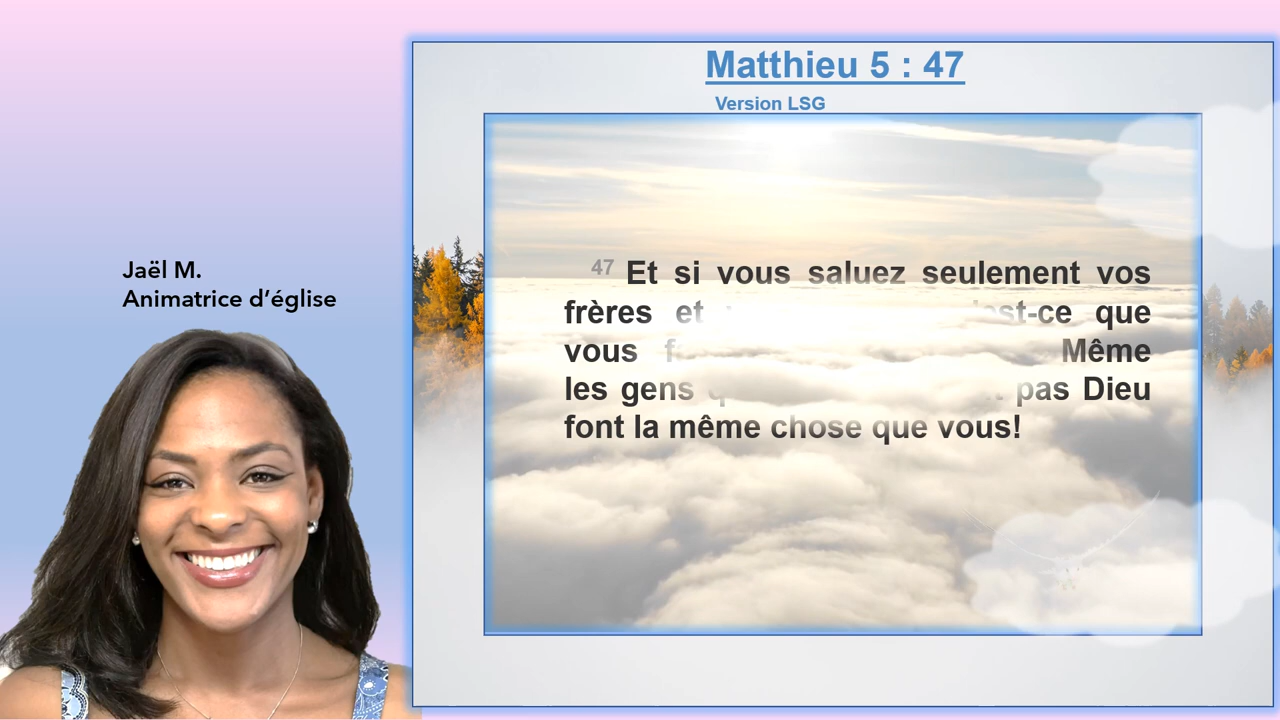 Matthieu 5 : 47
Version LSG
Jaël M.
Animatrice d'église
47 Et si vous saluez seulement vos
frères et est-ce que
vous Même
les gens pas Dieu
font la même chose que vous!